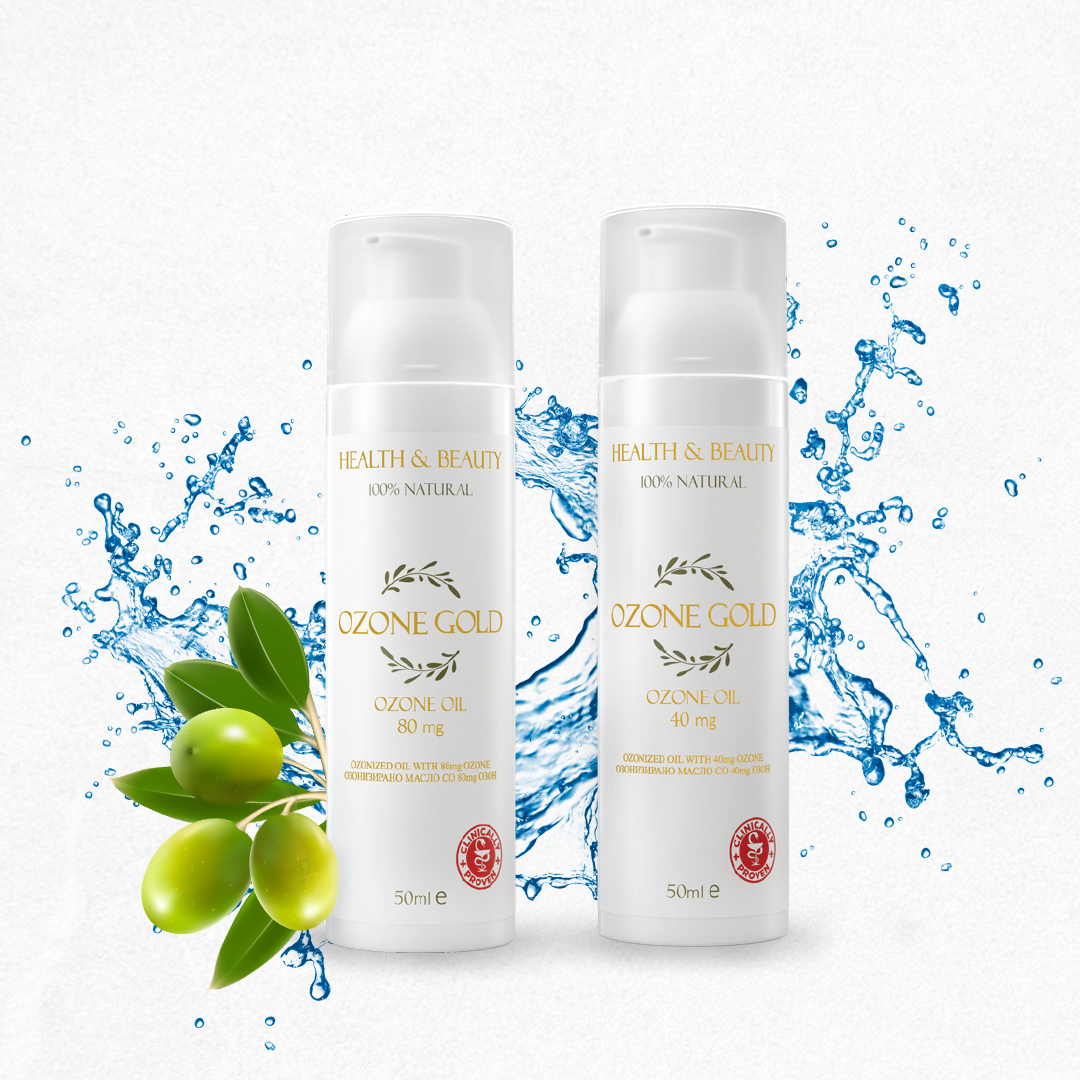 HEALTH & BEAUTY
100% NATURAL
OZONE GOLD
OZONE OIL
80 mg
OZONIZED OIL WITH 80mg OZONE
ОЗОНИЗИРАНО МАСЛО СО 80mg ОЗОН
CLINICALLY
PROVEN
50ml e
HEALTH & BEAUTY
100% NATURAL
OZONE GOLD
OZONE OIL
40 mg
OZONIZED OIL WITH 40mg OZONE
ОЗОНИЗИРАНО МАСЛО СО 40mg ОЗОН
CLINICALLY
PROVEN
50ml e